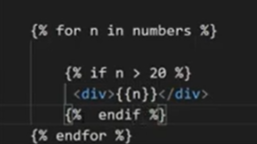 {% for n in numbers %}
{% if n > 20 %}
<div>{{n}}</div>
{%  endif %}
{% endfor %}